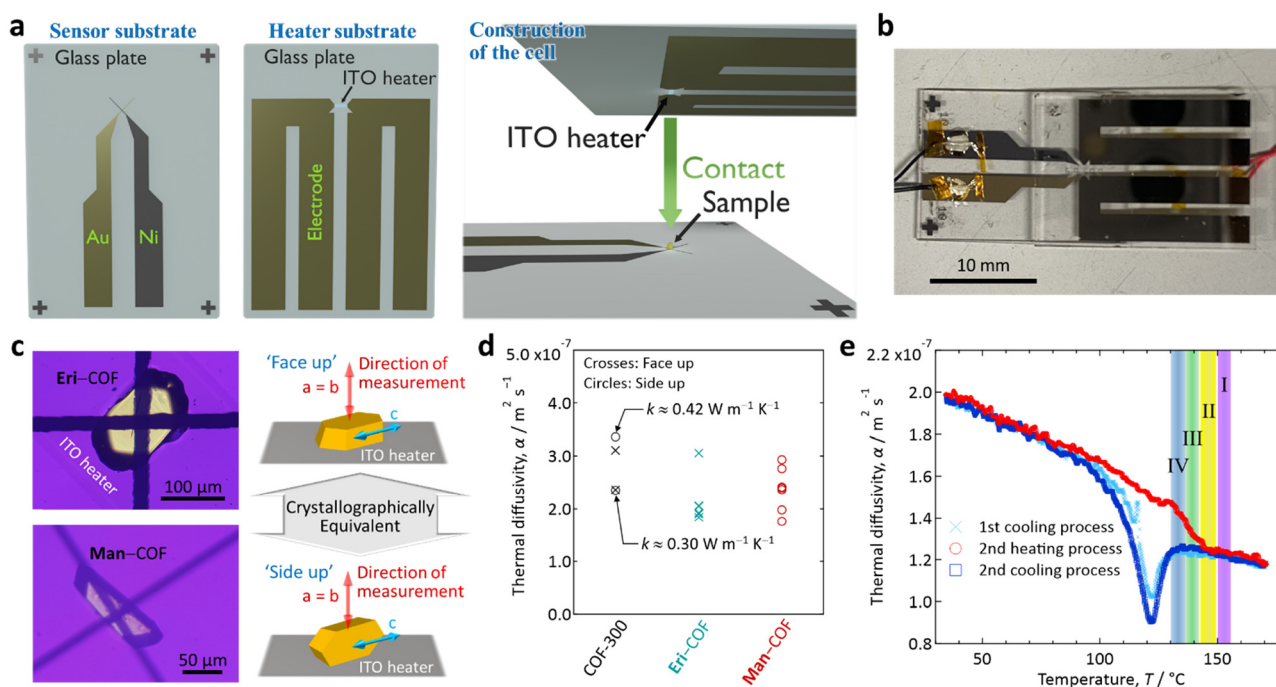 a
Sensor substrate
Glass plate
Au
Ni
Heater substrate
Glass plate
ITO heater
Electrode
Construction
of the cell
ITO heater
Contact
Sample
b
10 mm
c
Eri–COF
ITO heater
100 μm
Man–COF
50 μm
'Face up'
Direction of
measurement
a = b
c
ITO heater
Crystallographically
Equivalent
'Side up'
Direction of
measurement
a = b
c
ITO heater
d
5.0 x10⁻⁷
4.0
3.0
2.0
1.0
0
Thermal diffusivity, α / m² s⁻¹
Crosses: Face up
Circles: Side up
k ≈ 0.42 W m⁻¹ K⁻¹
k ≈ 0.30 W m⁻¹ K⁻¹
COF-300
Eri–COF
Man–COF
e
2.2 x10⁻⁷
2.0
1.8
1.6
1.4
1.2
1.0
0.8
Thermal diffusivity, α / m² s⁻¹
I
II
III
IV
1st cooling process
2nd heating process
2nd cooling process
50
100
150
Temperature, T / °C